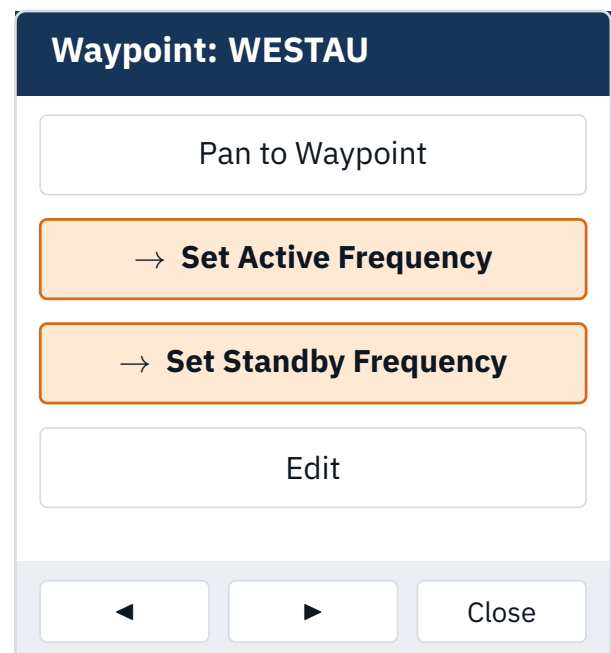 Waypoint: WESTAU
Pan to Waypoint
→ Set Active Frequency
→ Set Standby Frequency
Edit
◄ ► Close